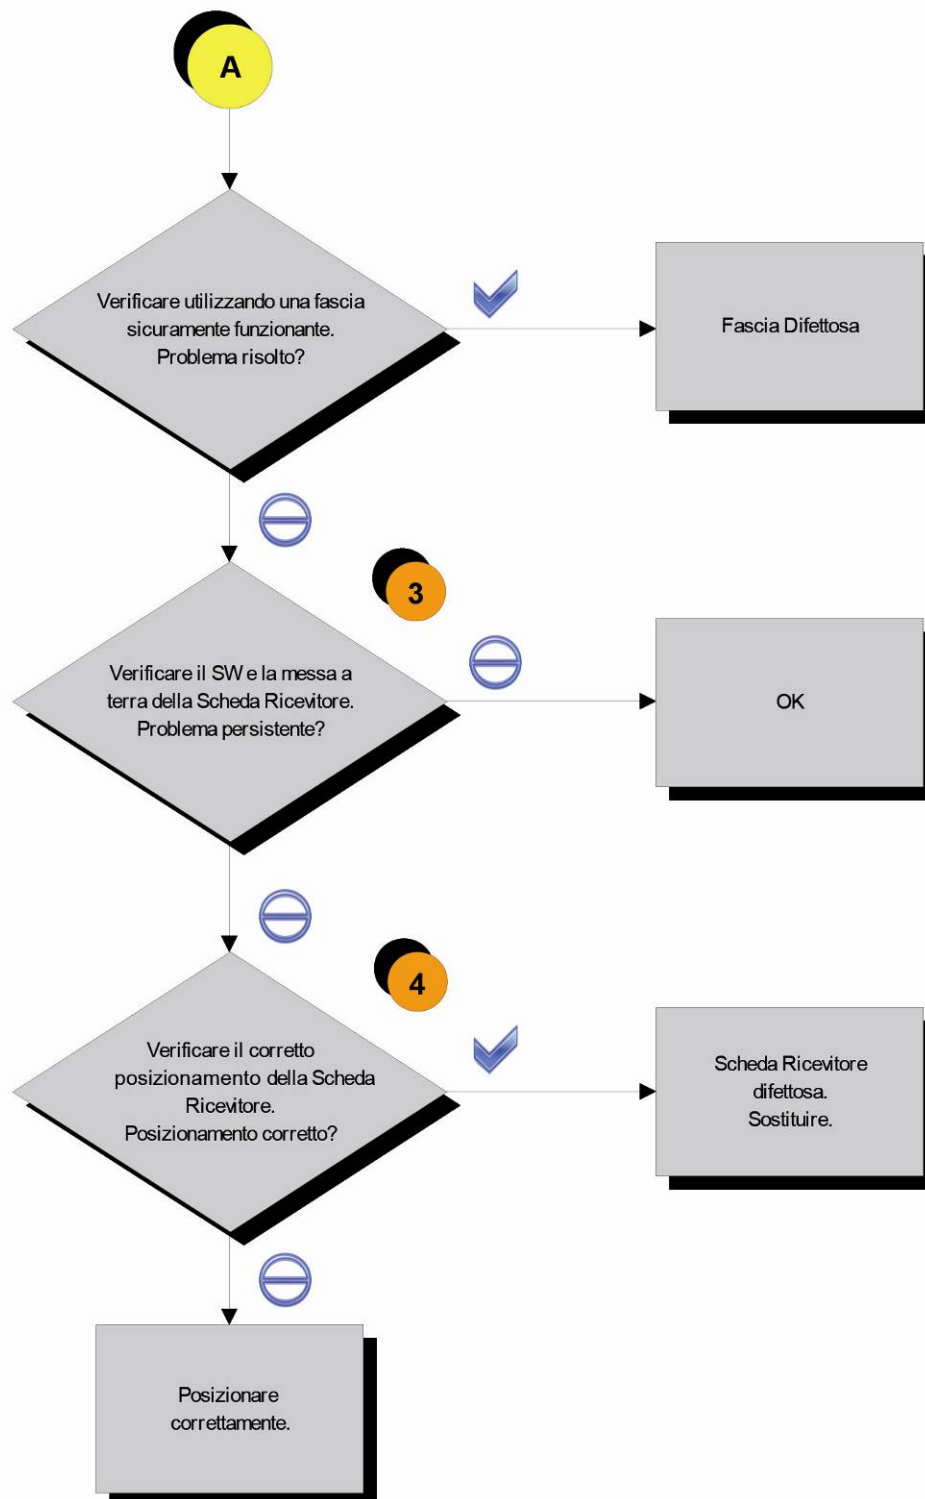 A
Verificare utilizzando una fascia
sicuramente funzionante.
Problema risolto?
Fascia Difettosa
3
Verificare il SW e la messa a
terra della Scheda Ricevitore.
Problema persistente?
OK
4
Verificare il corretto
posizionamento della Scheda
Ricevitore.
Posizionamento corretto?
Scheda Ricevitore
difettosa.
Sostituire.
Posizionare
correttamente.